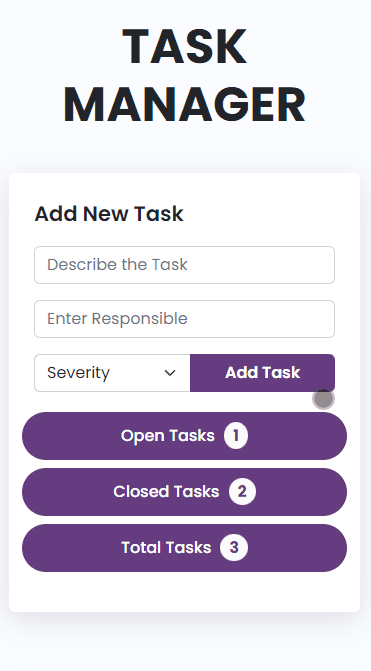 TASK
MANAGER
Add New Task
Describe the Task
Enter Responsible
Severity Add Task
Open Tasks 1
Closed Tasks 2
Total Tasks 3